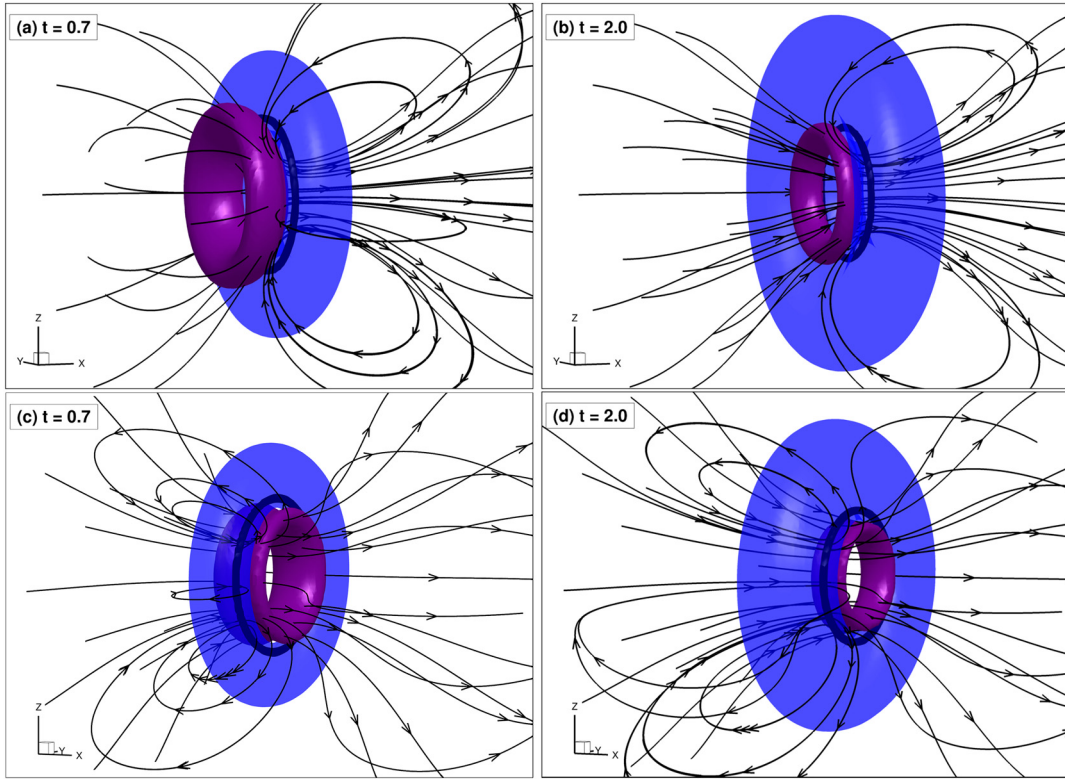 (a) t = 0.7
Z
Y
X
(b) t = 2.0
Z
Y
X
(c) t = 0.7
Z
Y
X
(d) t = 2.0
Z
Y
X